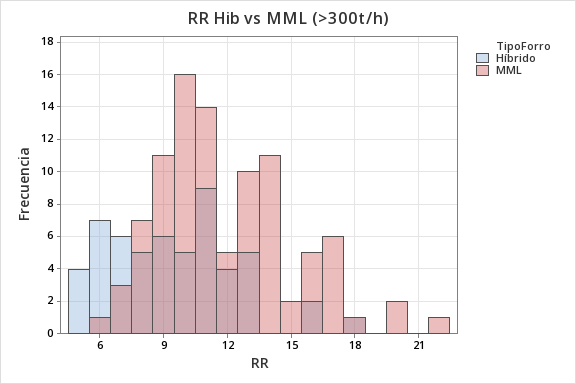 RR Hib vs MML (>300t/h)
TipoForro
Híbrido
MML
Frecuencia
18
16
14
12
10
8
6
4
2
0
6 9 12 15 18 21
RR